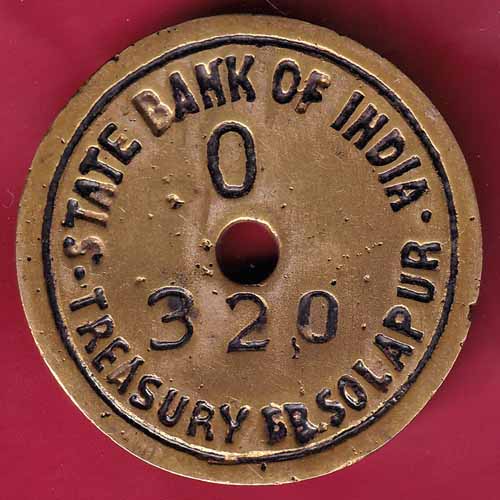 STATE BANK OF INDIA
TREASURY BR. SOLAPUR
0
320